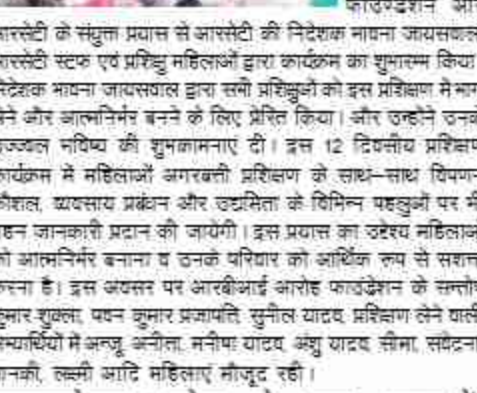 फाउण्डेशन और
आरसेटी के संयुक्त प्रयास से आरसेटी की निदेशक भावना जायसवाल
आरसेटी स्टाफ एवं प्रशिक्षु महिलाओं द्वारा कार्यक्रम का शुभारम्भ किया
निदेशक भावना जायसवाल द्वारा सभी प्रशिक्षुओं को इस प्रशिक्षण में भाग
लेने और आत्मनिर्भर बनने के लिए प्रेरित किया। और उन्होंने उनके
उज्ज्वल भविष्य की शुभकामनाएं दी। इस 12 दिवसीय प्रशिक्षण
कार्यक्रम में महिलाओं अगरबत्ती प्रशिक्षण के साथ–साथ विपणन
कौशल, व्यवसाय प्रबंधन और उद्यमिता के विभिन्न पहलुओं पर भी
गहन जानकारी प्रदान की जायेगी। इस प्रयास का उद्देश्य महिलाओं
को आत्मनिर्भर बनाना व उनके परिवार को आर्थिक रूप से सशक्त
करना है। इस अवसर पर आरबीआई आरोह फाउंडेशन के सन्तोष
कुमार शुक्ला, पवन कुमार प्रजापति, सुनील यादव, प्रशिक्षण लेने वाली
अभ्यार्थियों में अन्जू, अनीता, मनीषा यादव, अंशु यादव, सीमा, संवेदना
जानकी, लक्ष्मी आदि महिलाएं मौजूद रही।